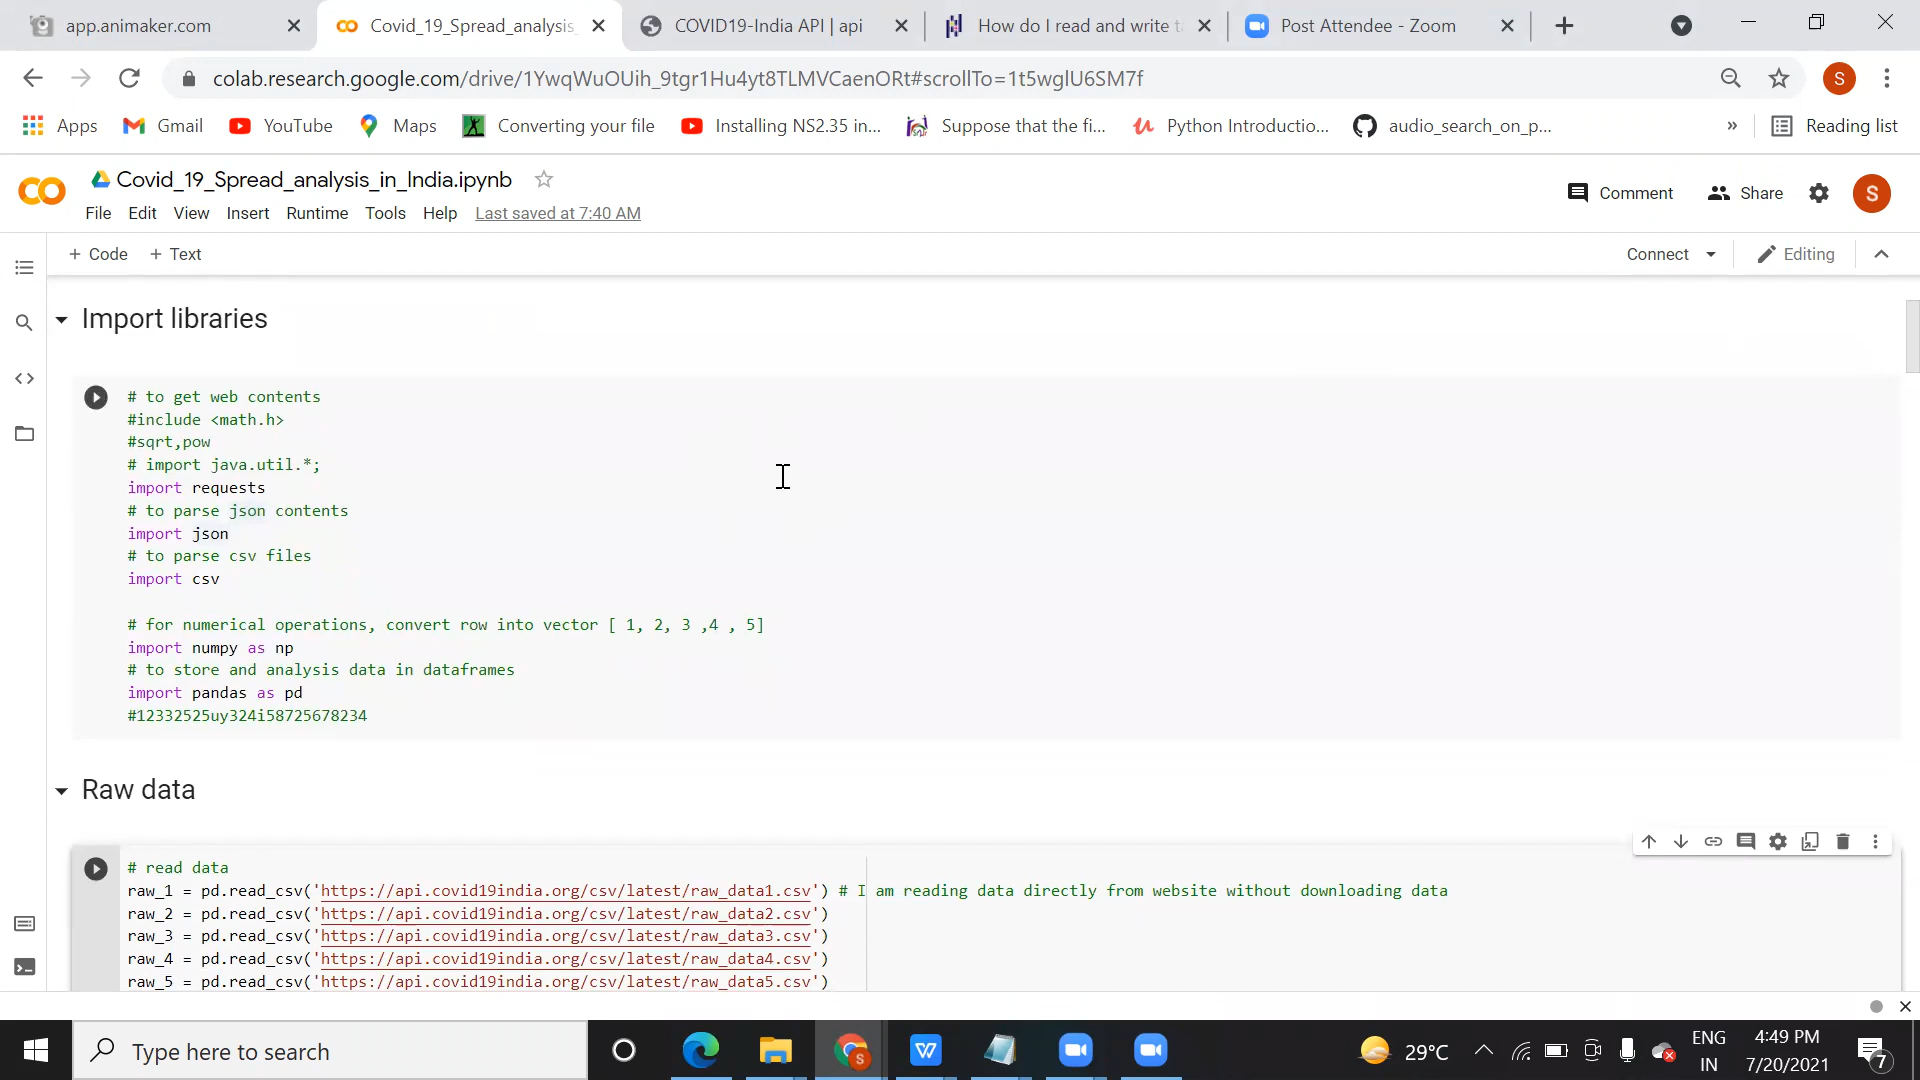 app.animaker.com
Covid_19_Spread_analysis_
COVID19-India API | api
How do I read and write t
Post Attendee - Zoom
colab.research.google.com/drive/1YwqWuOUih_9tgr1Hu4yt8TLMVCaenORt#scrollTo=1t5wglU6SM7f
S
Apps
Gmail
YouTube
Maps
Converting your file
Installing NS2.35 in...
Suppose that the fi...
Python Introductio...
audio_search_on_p...
»
Reading list
Covid_19_Spread_analysis_in_India.ipynb
Comment
Share
S
File Edit View Insert Runtime Tools Help Last saved at 7:40 AM
+ Code + Text
Connect
Editing
Import libraries
# to get web contents
#include <math.h>
#sqrt,pow
# import java.util.*;
import requests
# to parse json contents
import json
# to parse csv files
import csv
# for numerical operations, convert row into vector [ 1, 2, 3 ,4 , 5]
import numpy as np
# to store and analysis data in dataframes
import pandas as pd
#12332525uy324i58725678234
Raw data
# read data
raw_1 = pd.read_csv('https://api.covid19india.org/csv/latest/raw_data1.csv') # I am reading data directly from website without downloading data
raw_2 = pd.read_csv('https://api.covid19india.org/csv/latest/raw_data2.csv')
raw_3 = pd.read_csv('https://api.covid19india.org/csv/latest/raw_data3.csv')
raw_4 = pd.read_csv('https://api.covid19india.org/csv/latest/raw_data4.csv')
raw_5 = pd.read_csv('https://api.covid19india.org/csv/latest/raw_data5.csv')
Type here to search
29°C
ENG
IN
4:49 PM
7/20/2021
7